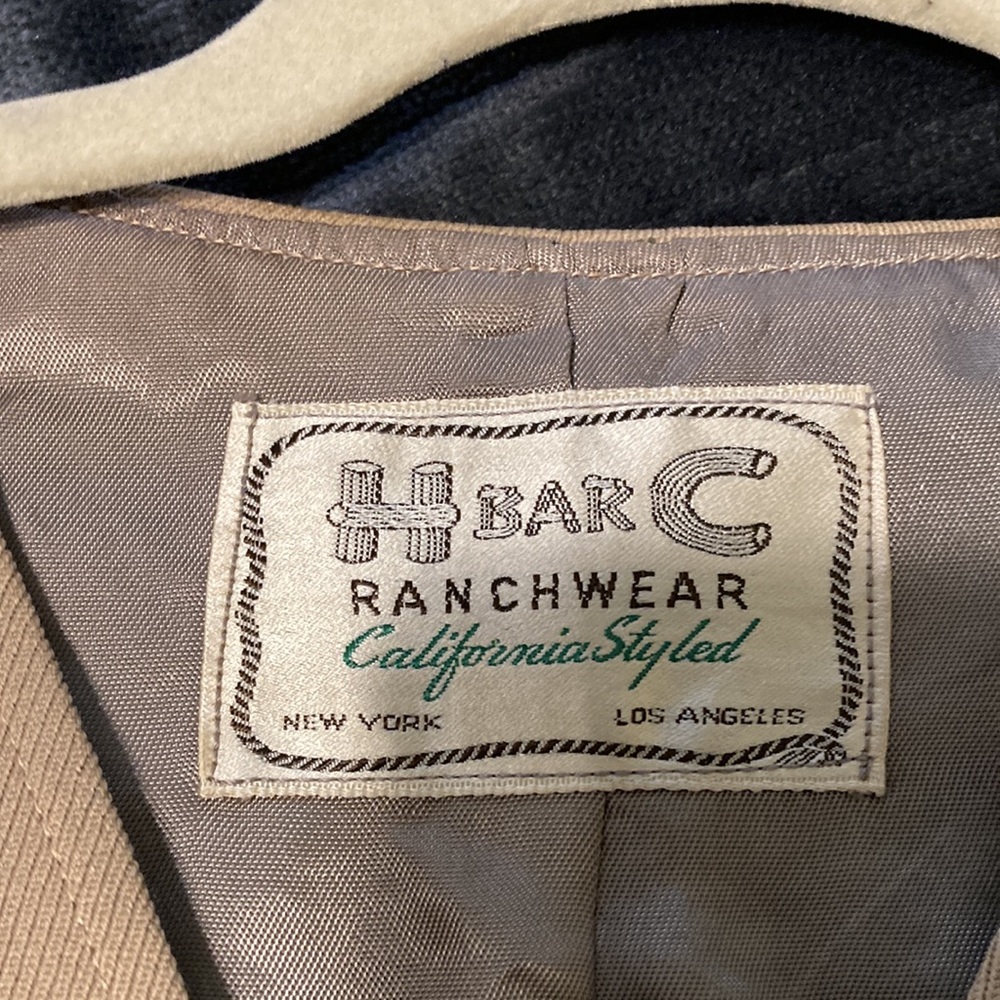 H BAR C
RANCHWEAR
California Styled
NEW YORK LOS ANGELES